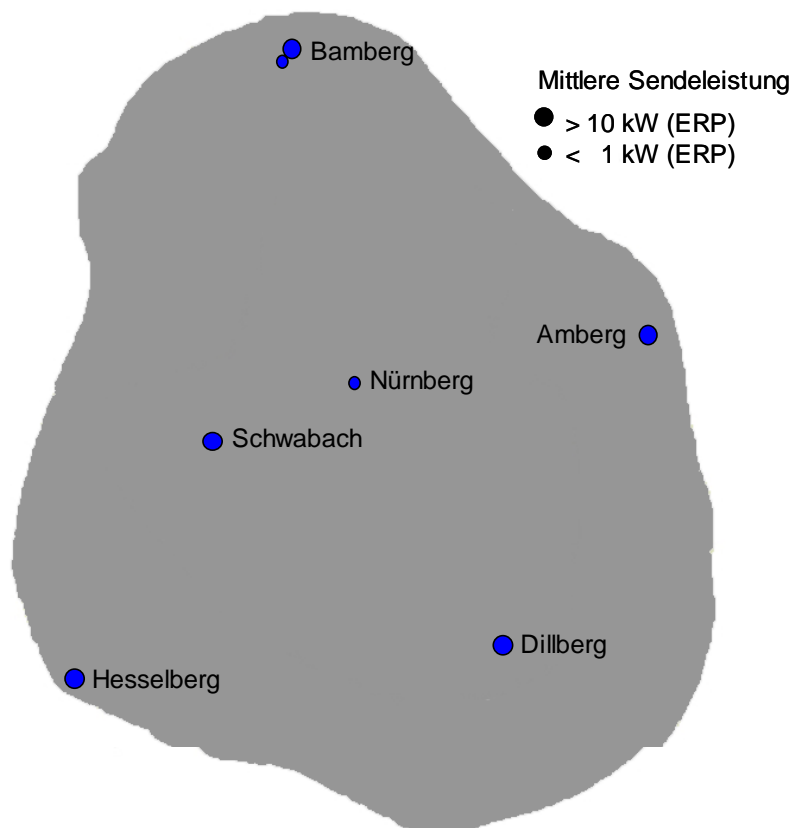 Bamberg
Mittlere Sendeleistung
> 10 kW (ERP)
< 1 kW (ERP)
Amberg
Nürnberg
Schwabach
Dillberg
Hesselberg